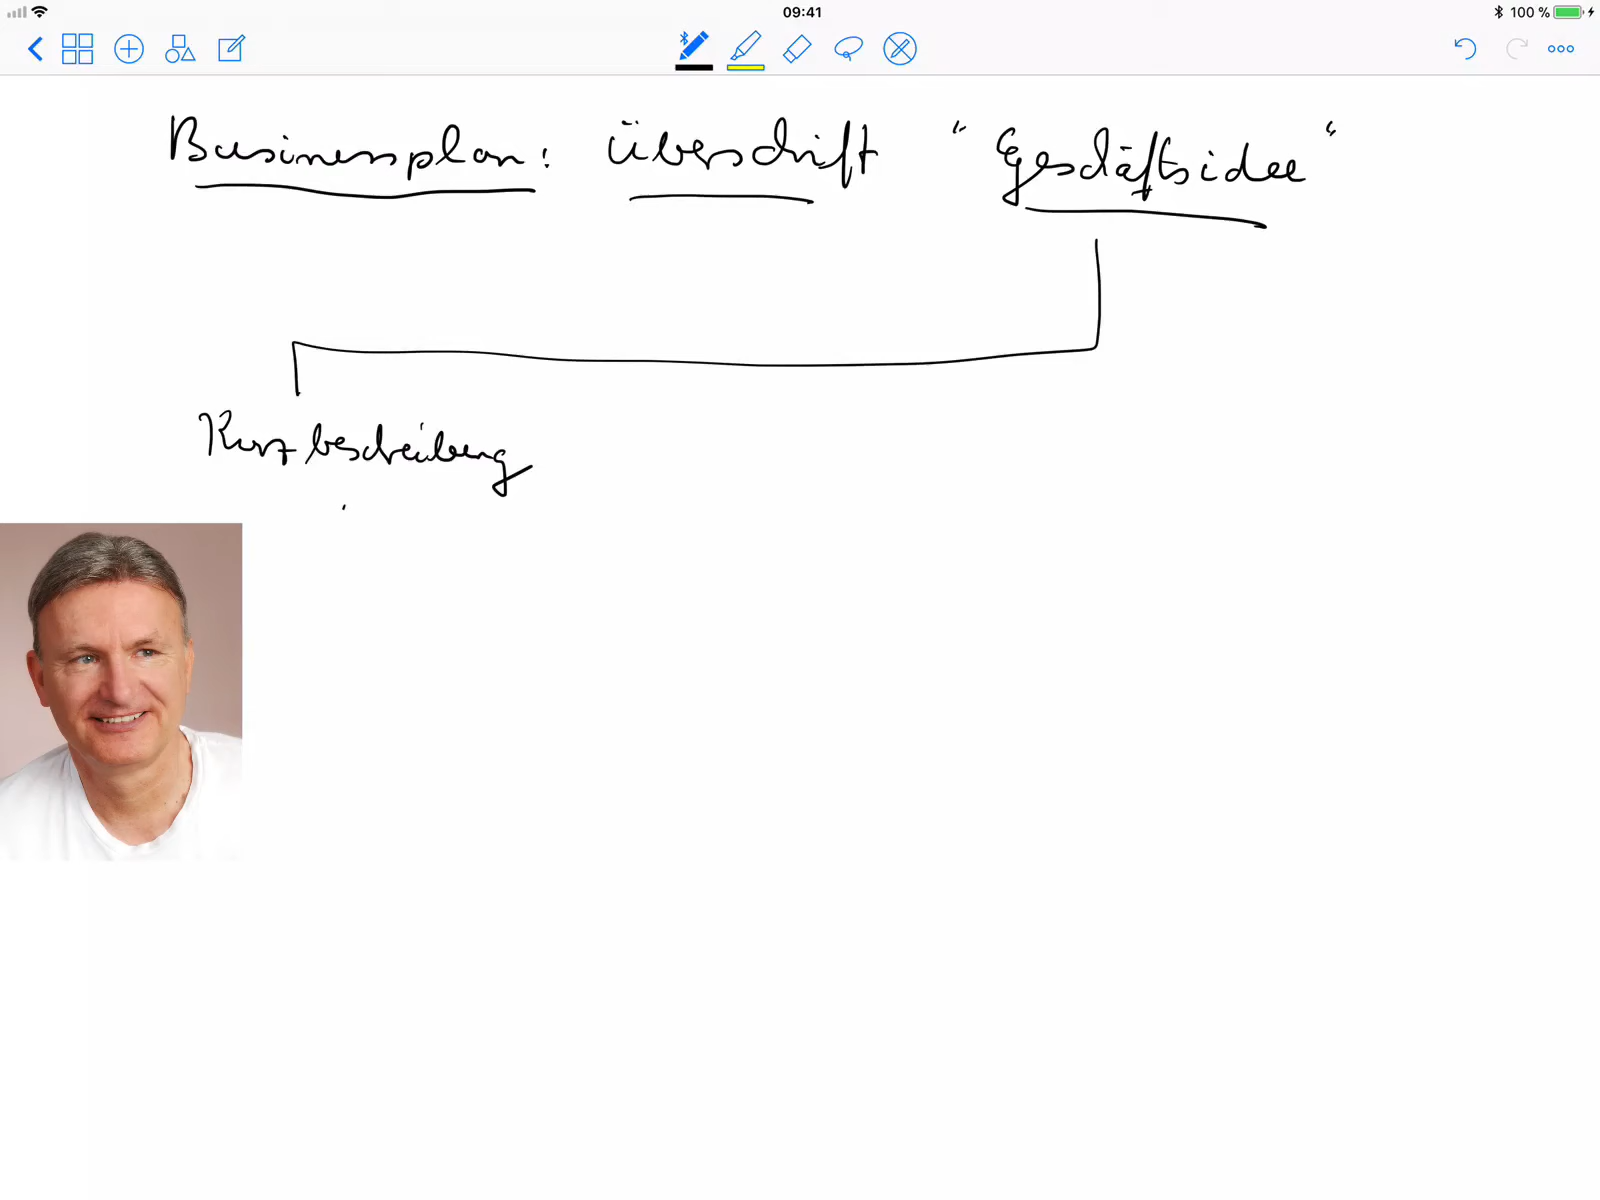 09:41
100 %
Businessplan: Überschrift "Geschäftsidee"
Kurzbeschreibung